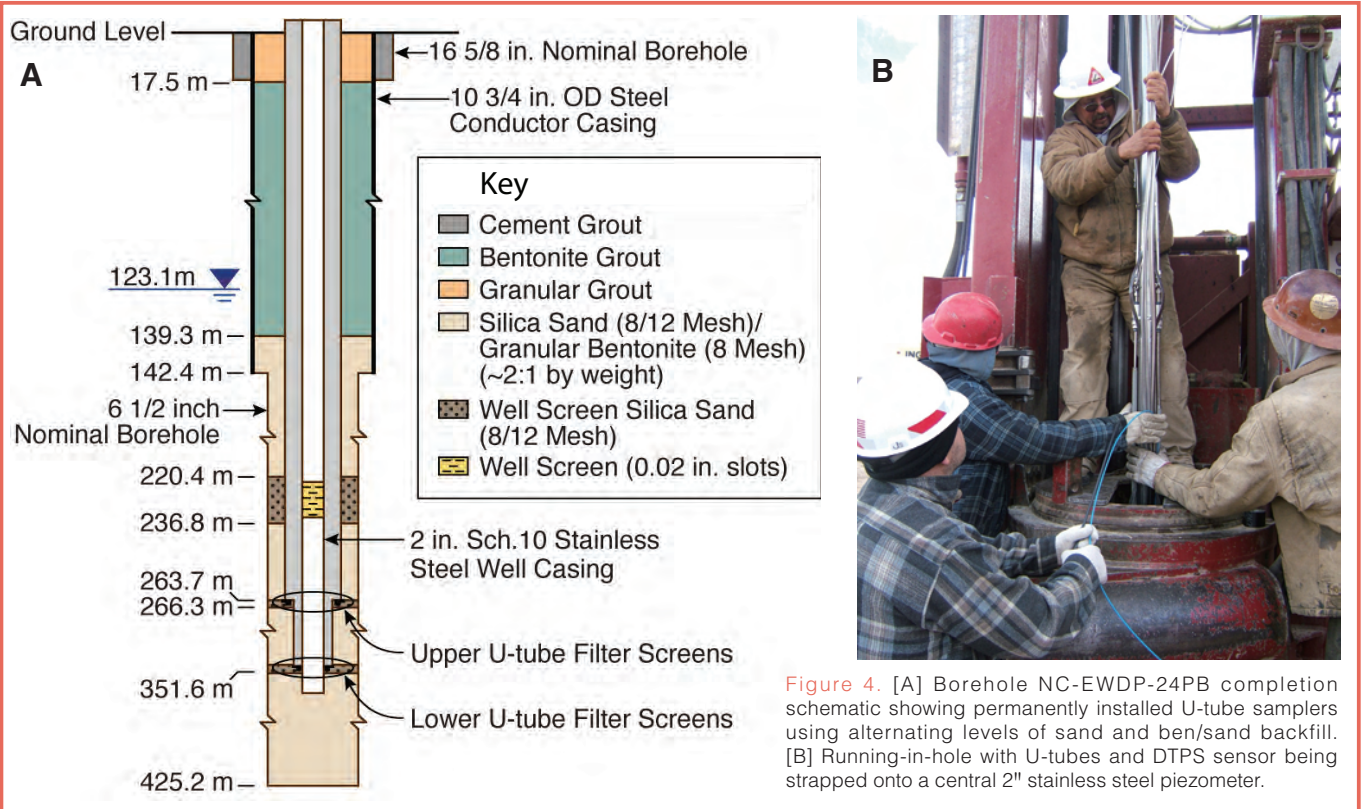 Ground Level
A
16 5/8 in. Nominal Borehole
17.5 m
10 3/4 in. OD Steel
Conductor Casing
Key
Cement Grout
Bentonite Grout
Granular Grout
Silica Sand (8/12 Mesh)/
Granular Bentonite (8 Mesh)
(~2:1 by weight)
Well Screen Silica Sand
(8/12 Mesh)
Well Screen (0.02 in. slots)
123.1m
139.3 m
142.4 m
6 1/2 inch
Nominal Borehole
220.4 m
236.8 m
2 in. Sch.10 Stainless
Steel Well Casing
263.7 m
266.3 m
Upper U-tube Filter Screens
351.6 m
Lower U-tube Filter Screens
425.2 m
B
Figure 4. [A] Borehole NC-EWDP-24PB completion
schematic showing permanently installed U-tube samplers
using alternating levels of sand and ben/sand backfill.
[B] Running-in-hole with U-tubes and DTPS sensor being
strapped onto a central 2" stainless steel piezometer.